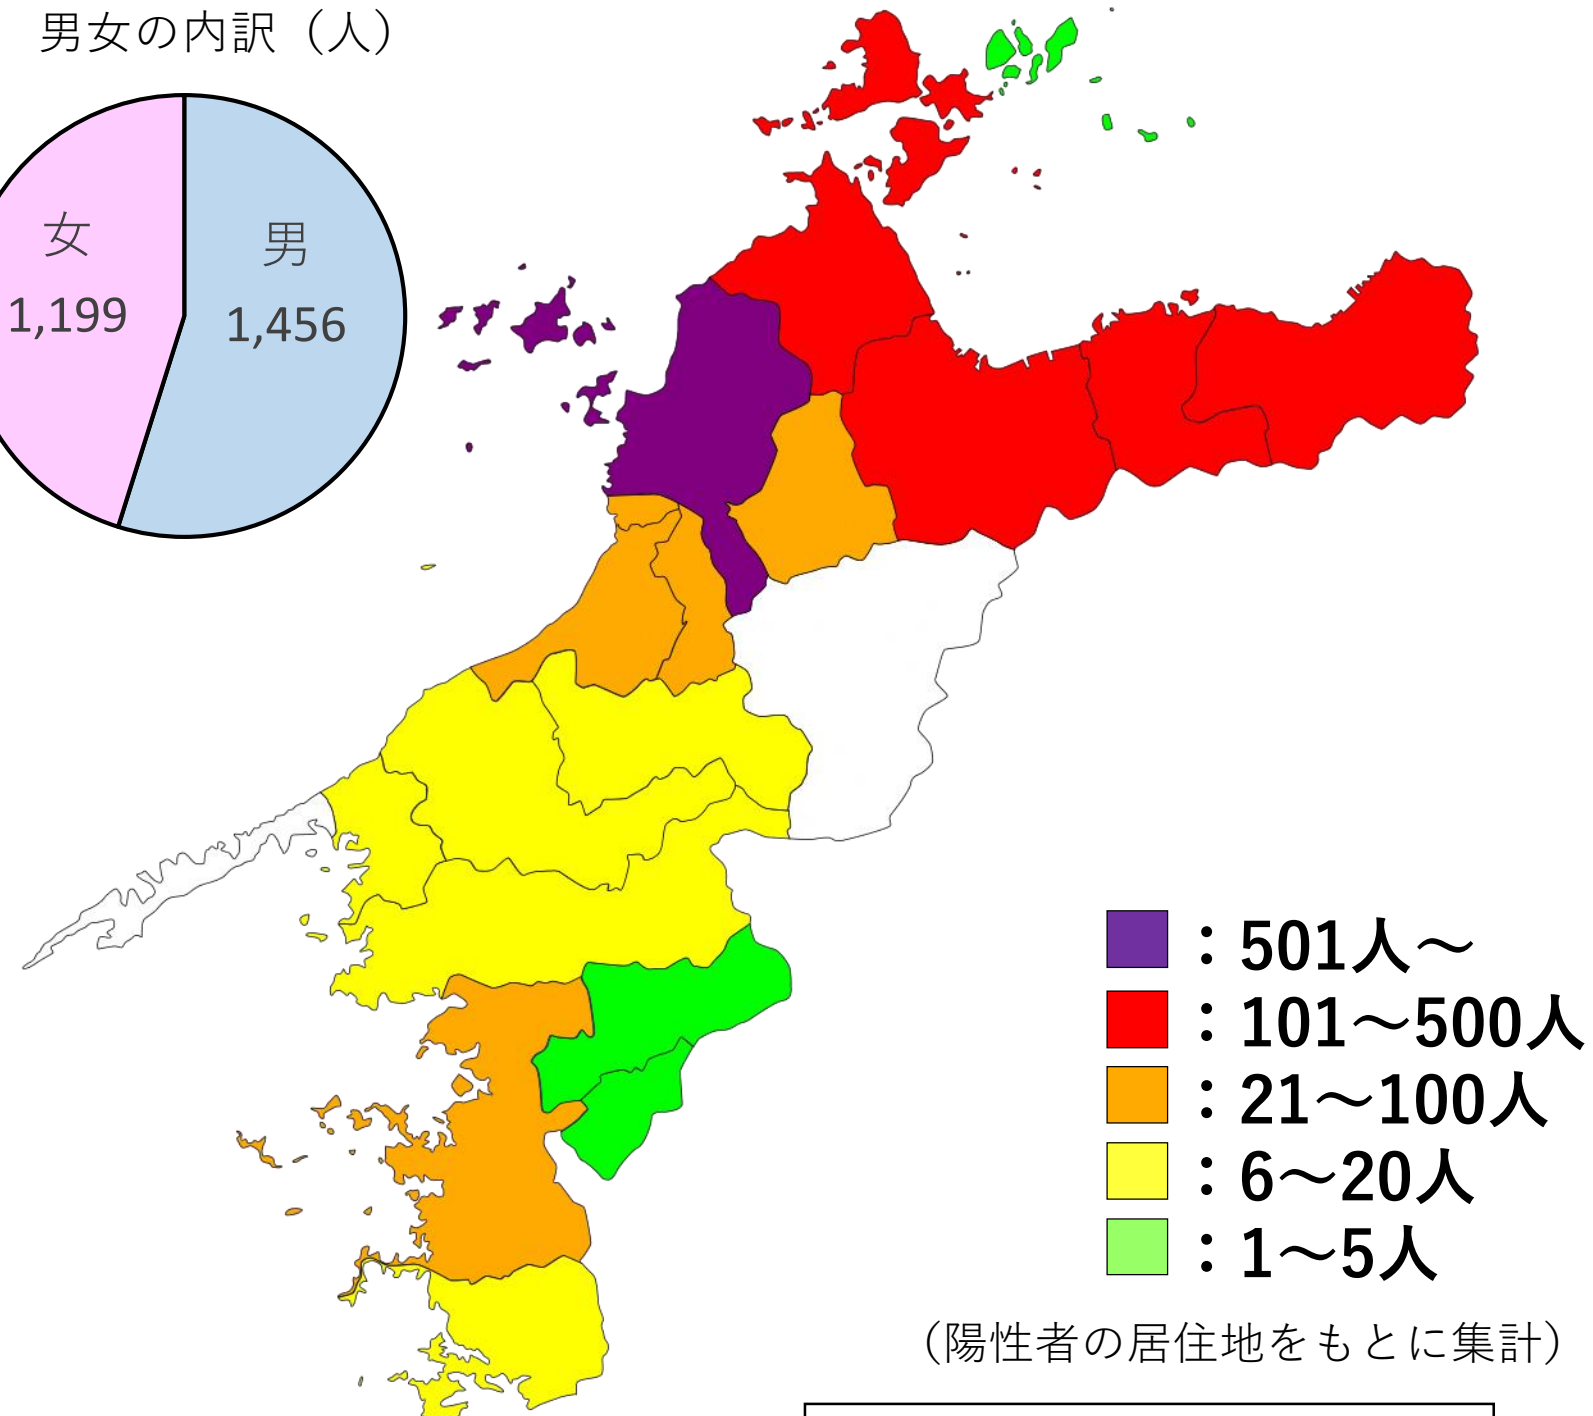 男女の内訳（人）
女
1,199
男
1,456
：501人～
：101～500人
：21～100人
：6～20人
：1～5人
（陽性者の居住地をもとに集計）